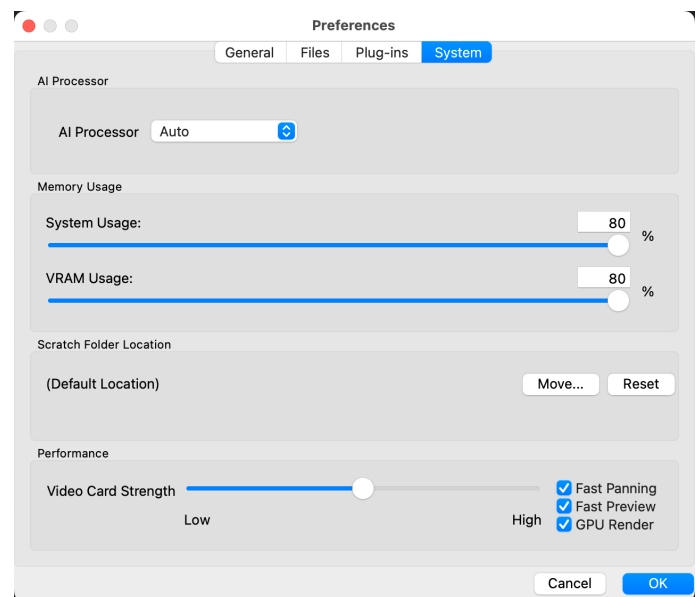 Preferences
General Files Plug-ins System
AI Processor
AI Processor Auto
Memory Usage
System Usage: 80 %
VRAM Usage: 80 %
Scratch Folder Location
(Default Location) Move... Reset
Performance
Video Card Strength Fast Panning
Fast Preview
Low High GPU Render
Cancel OK